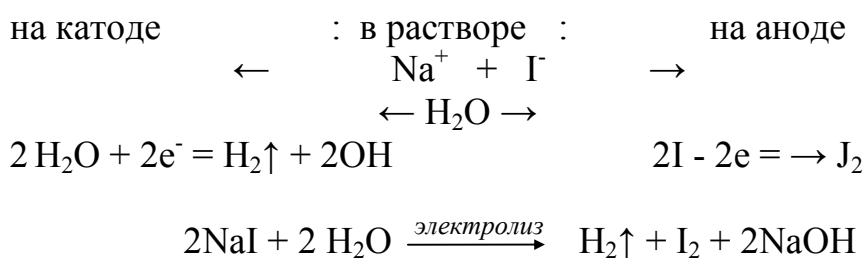 на катоде : в растворе : на аноде
← Na⁺ + I⁻ →
← H₂O →
2 H₂O + 2e⁻ = H₂↑ + 2OH 2I - 2e = → J₂
2NaI + 2 H₂O электролиз → H₂↑ + I₂ + 2NaOH